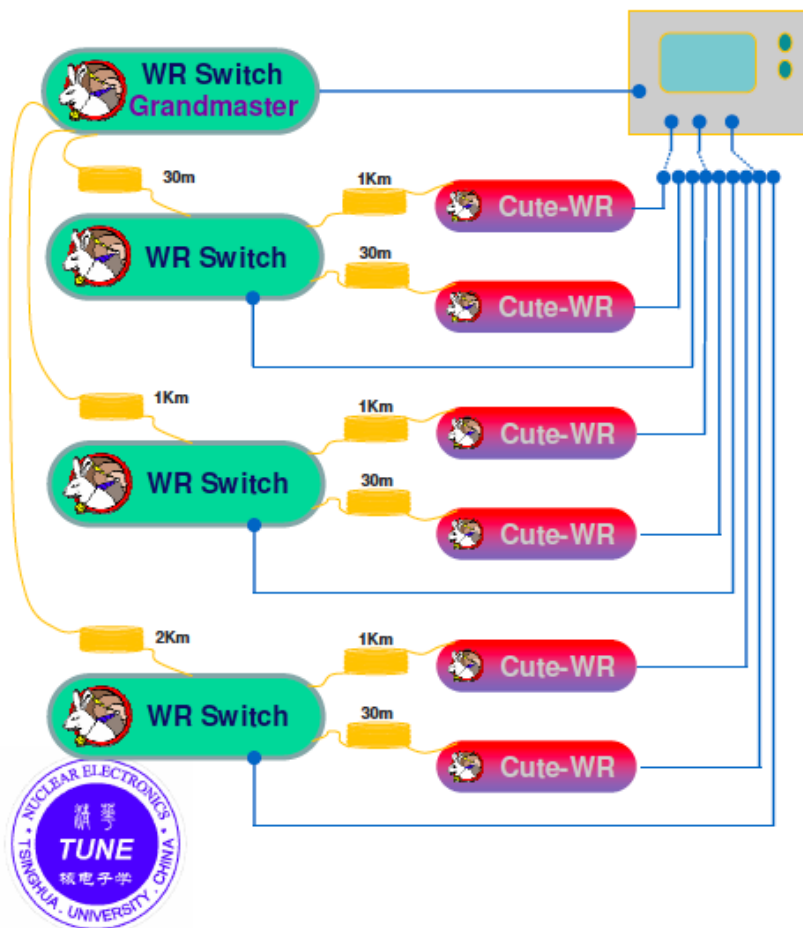 WR Switch
Grandmaster
30m
1Km
Cute-WR
WR Switch
30m
Cute-WR
1Km
1Km
Cute-WR
WR Switch
30m
Cute-WR
2Km
1Km
Cute-WR
WR Switch
30m
Cute-WR
NUCLEAR ELECTRONICS
清华
TUNE
核电子学
TSINGHUA . UNIVERSITY . CHINA